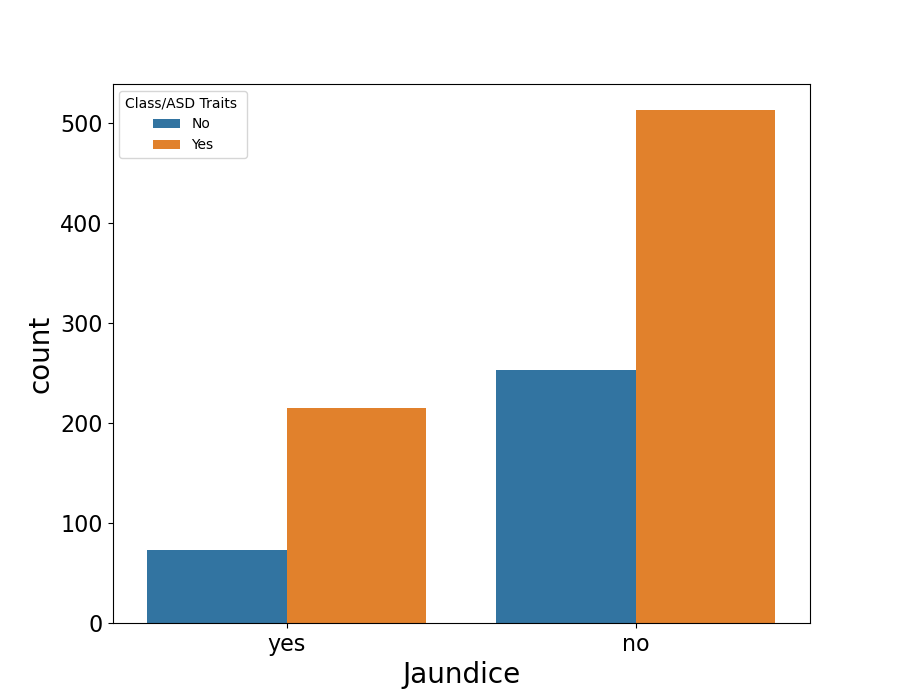 Class/ASD Traits
No
Yes
500
400
300
200
100
0
count
yes no
Jaundice